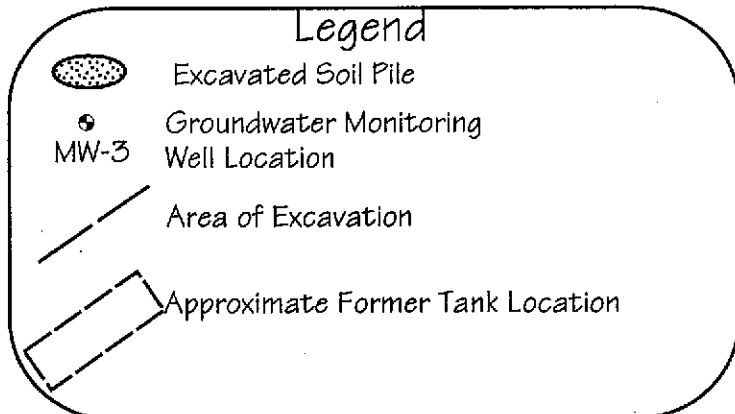 Legend
Excavated Soil Pile
Groundwater Monitoring
MW-3 Well Location
Area of Excavation
Approximate Former Tank Location